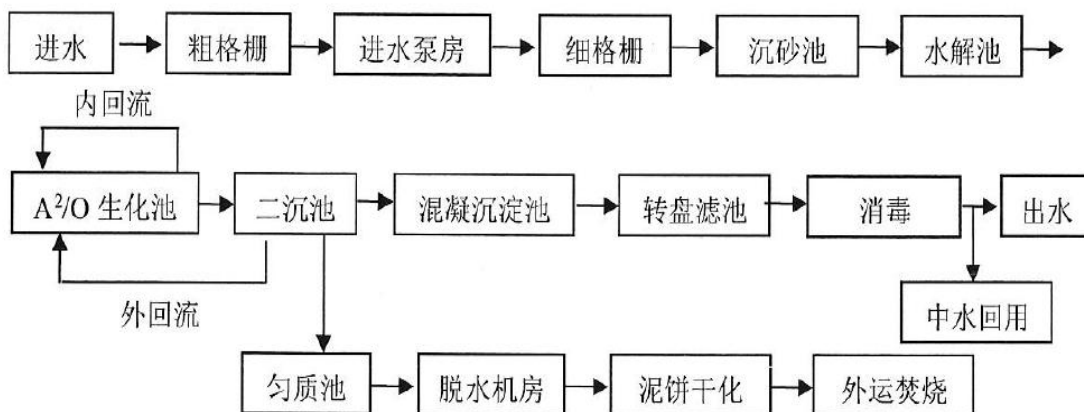 进水
粗格栅
进水泵房
细格栅
沉砂池
水解池
内回流
A²/O 生化池
二沉池
混凝沉淀池
转盘滤池
消毒
出水
外回流
中水回用
匀质池
脱水机房
泥饼干化
外运焚烧